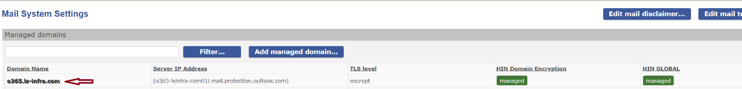 Mail System Settings
Edit mail disclaimer...
Edit mail t
Managed domains
Filter...
Add managed domain...
Domain Name Server IP Address TLS level HIN Domain Encryption HIN GLOBAL
o365.ls-infra.com [o365-lsinfra-com01i.mail.protection.outlook.com] encrypt managed managed